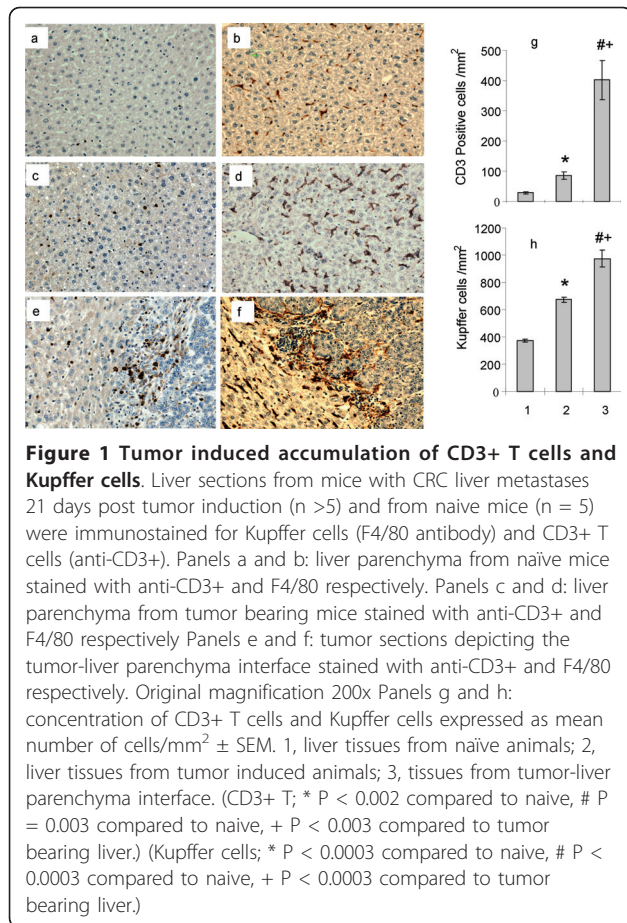 a
b
c
d
e
f
g
#+
*
500
400
300
200
100
0
CD3 Positive cells /mm²
h
#+
*
1200
1000
800
600
400
200
0
Kupffer cells /mm²
1 2 3
Figure 1 Tumor induced accumulation of CD3+ T cells and
Kupffer cells. Liver sections from mice with CRC liver metastases
21 days post tumor induction (n >5) and from naive mice (n = 5)
were immunostained for Kupffer cells (F4/80 antibody) and CD3+ T
cells (anti-CD3+). Panels a and b: liver parenchyma from naïve mice
stained with anti-CD3+ and F4/80 respectively. Panels c and d: liver
parenchyma from tumor bearing mice stained with anti-CD3+ and
F4/80 respectively Panels e and f: tumor sections depicting the
tumor-liver parenchyma interface stained with anti-CD3+ and F4/80
respectively. Original magnification 200x Panels g and h:
concentration of CD3+ T cells and Kupffer cells expressed as mean
number of cells/mm² ± SEM. 1, liver tissues from naïve animals; 2,
liver tissues from tumor induced animals; 3, tissues from tumor-liver
parenchyma interface. (CD3+ T; * P < 0.002 compared to naive, # P
= 0.003 compared to naive, + P < 0.003 compared to tumor
bearing liver.) (Kupffer cells; * P < 0.0003 compared to naive, # P <
0.0003 compared to naive, + P < 0.0003 compared to tumor
bearing liver.)